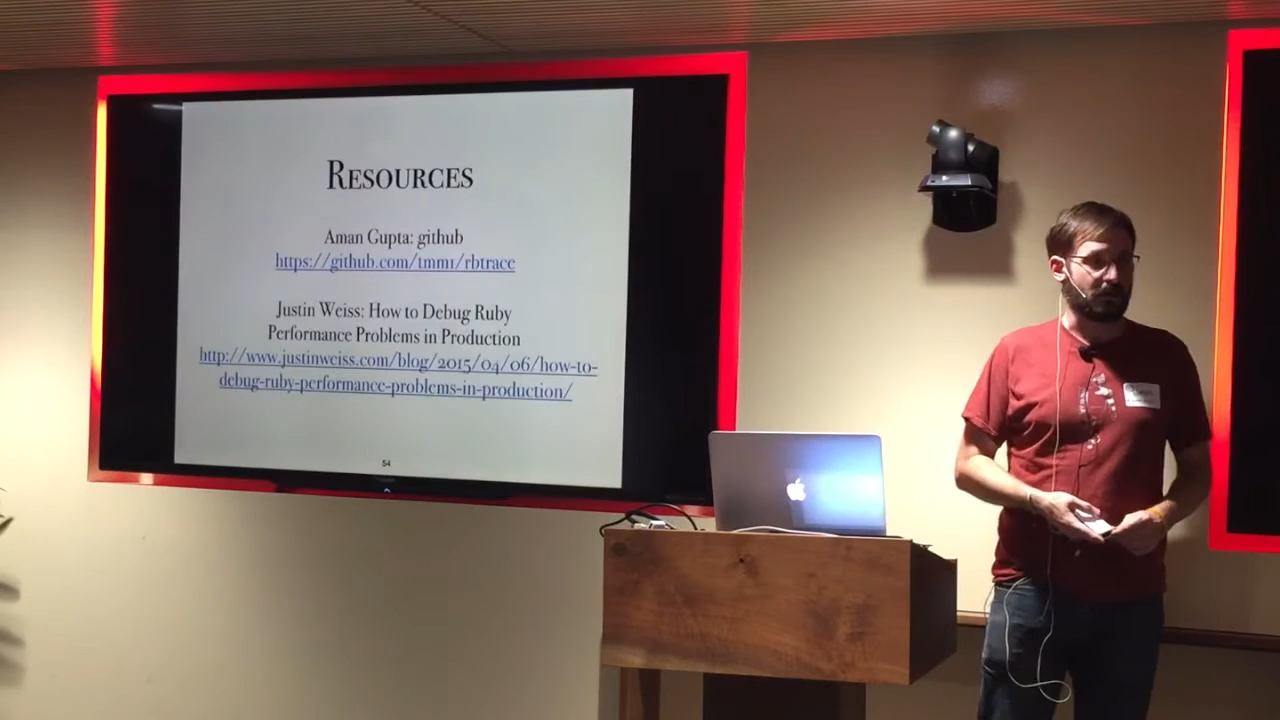 RESOURCES
Aman Gupta: github
https://github.com/tmm1/rbtrace
Justin Weiss: How to Debug Ruby
Performance Problems in Production
http://www.justinweiss.com/blog/2015/04/06/how-to-
debug-ruby-performance-problems-in-production/
54